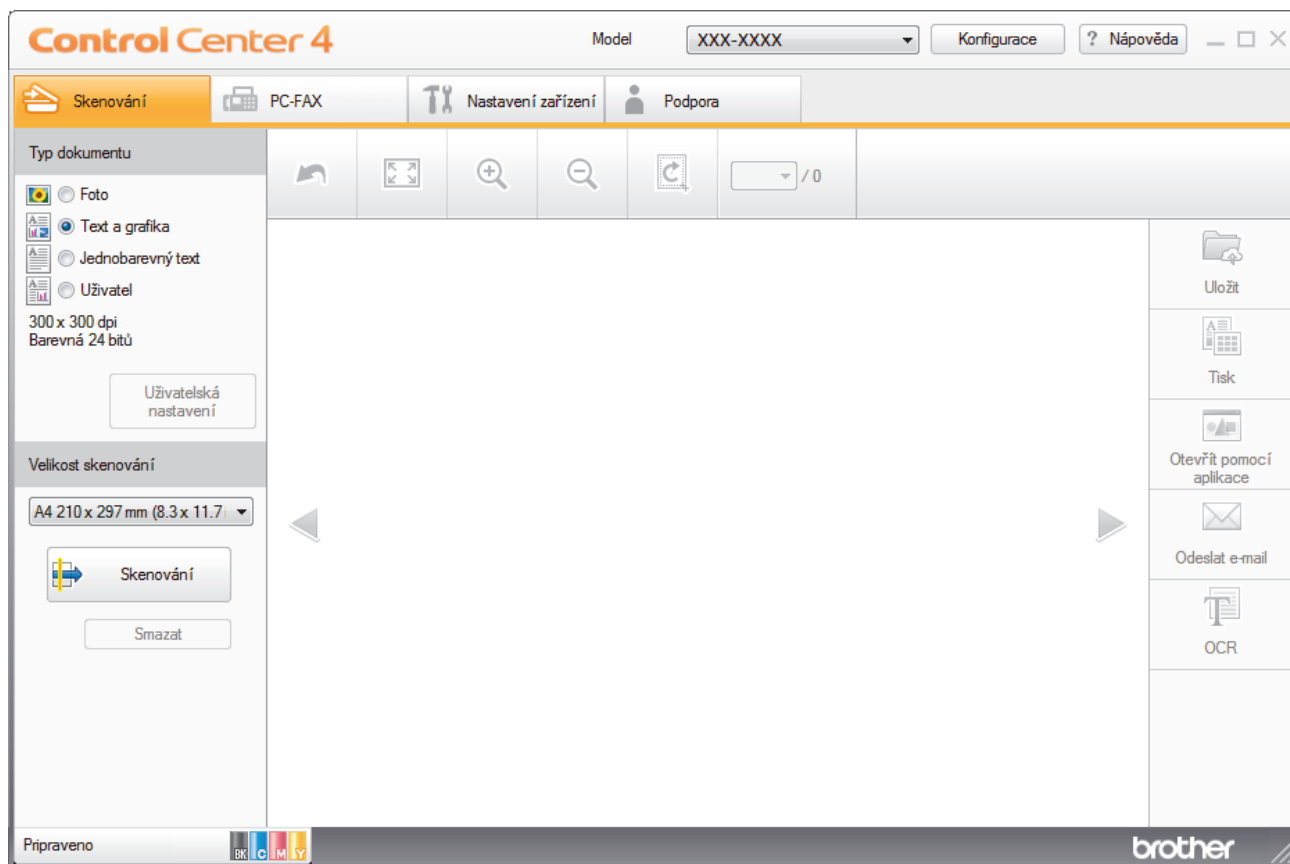 Control Center 4
Model
XXX-XXXX
Konfigurace
? Nápověda
Skenování
PC-FAX
Nastavení zařízení
Podpora
Typ dokumentu
Foto
Text a grafika
Jednobarevný text
Uživatel
300 x 300 dpi
Barevná 24 bitů
Uživatelská
nastavení
Velikost skenování
A4 210 x 297 mm (8.3 x 11.7
Skenování
Smazat
/ 0
Uložit
Tisk
Otevřít pomocí
aplikace
Odeslat e-mail
OCR
Pripraveno
BK C M Y
brother